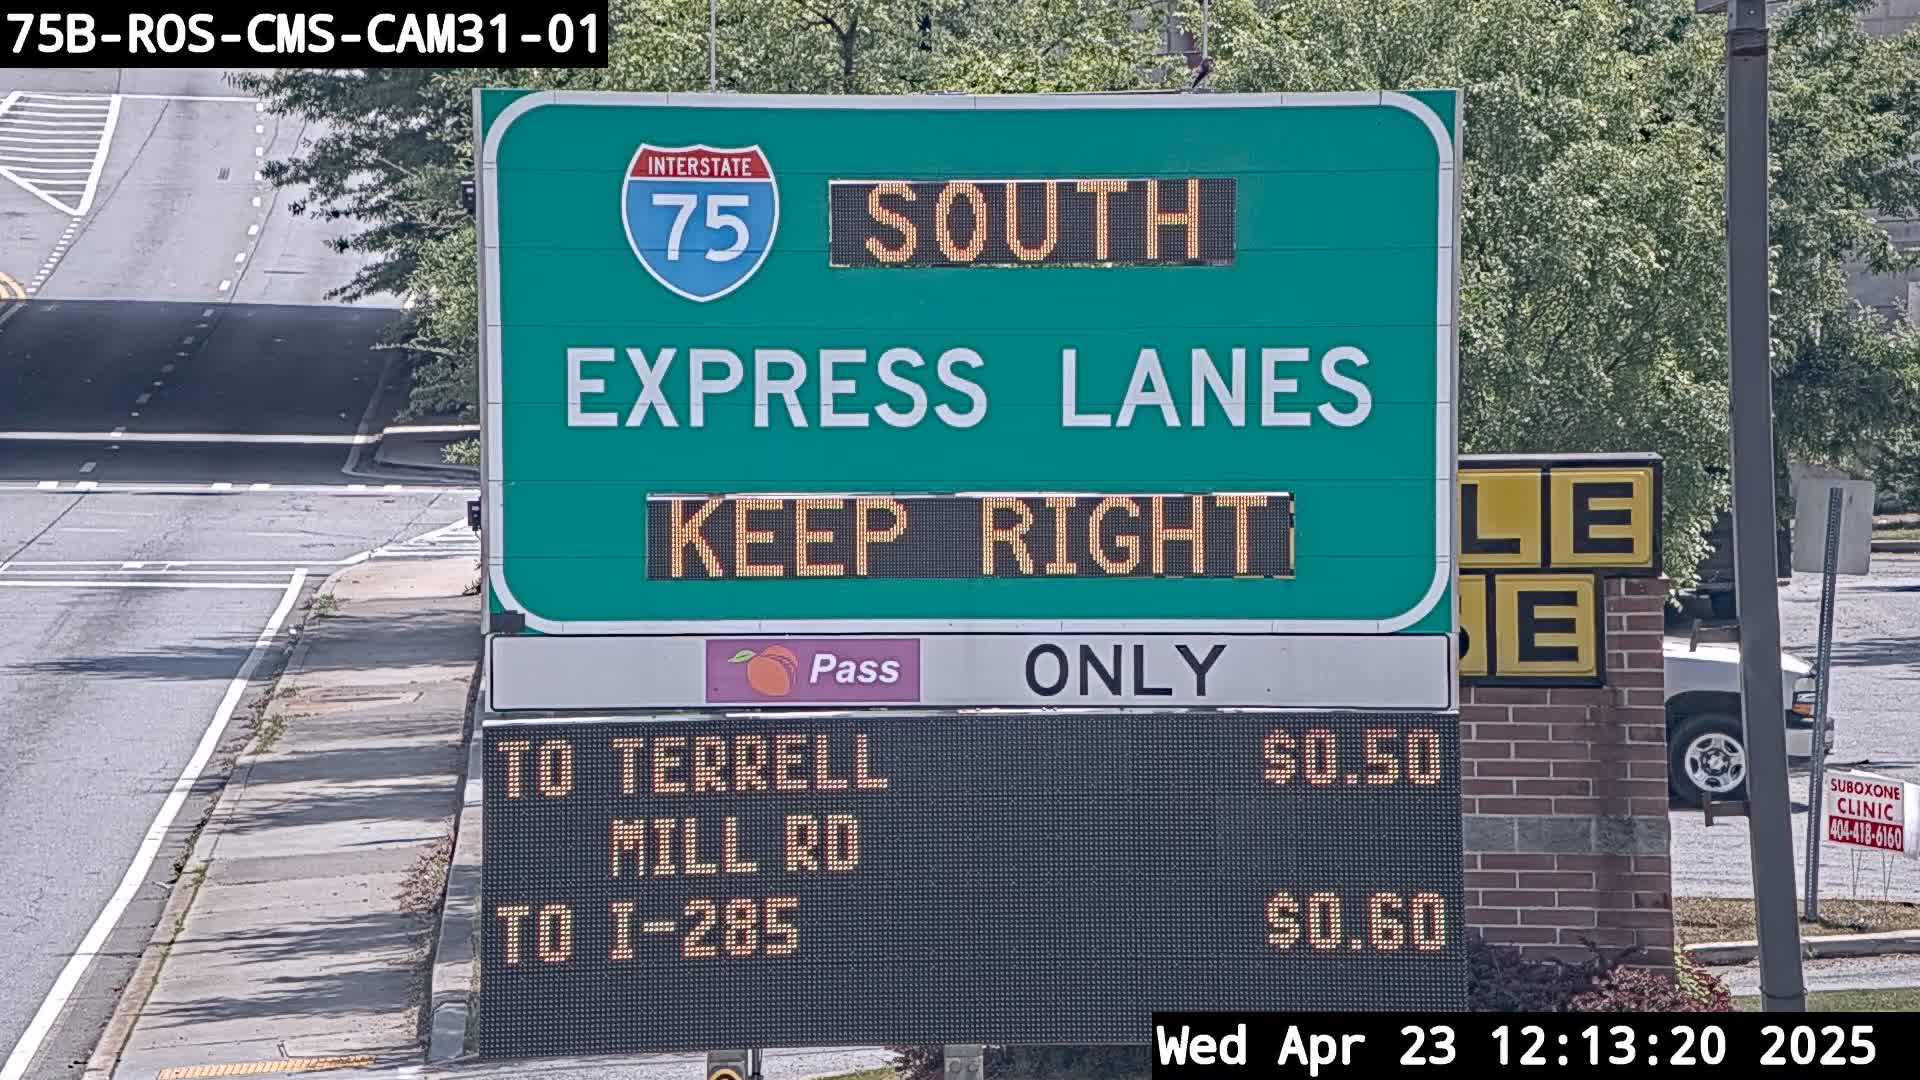 75B-ROS-CMS-CAM31-01
INTERSTATE
75
SOUTH
EXPRESS LANES
KEEP RIGHT
Pass ONLY
TO TERRELL $0.50
MILL RD
TO I-285 $0.60
LE
E
SUBOXONE
CLINIC
404-418-6160
Wed Apr 23 12:13:20 2025